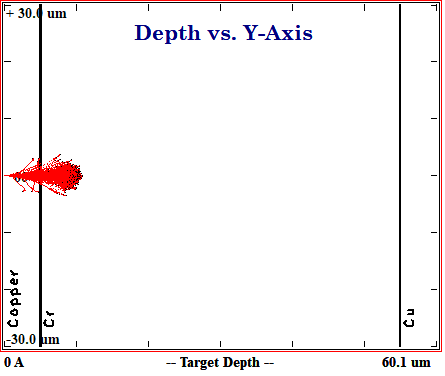 + 30.0 um
Depth vs. Y-Axis
Copper
Cr
Cu
-30.0 um
0 A
-- Target Depth --
60.1 um